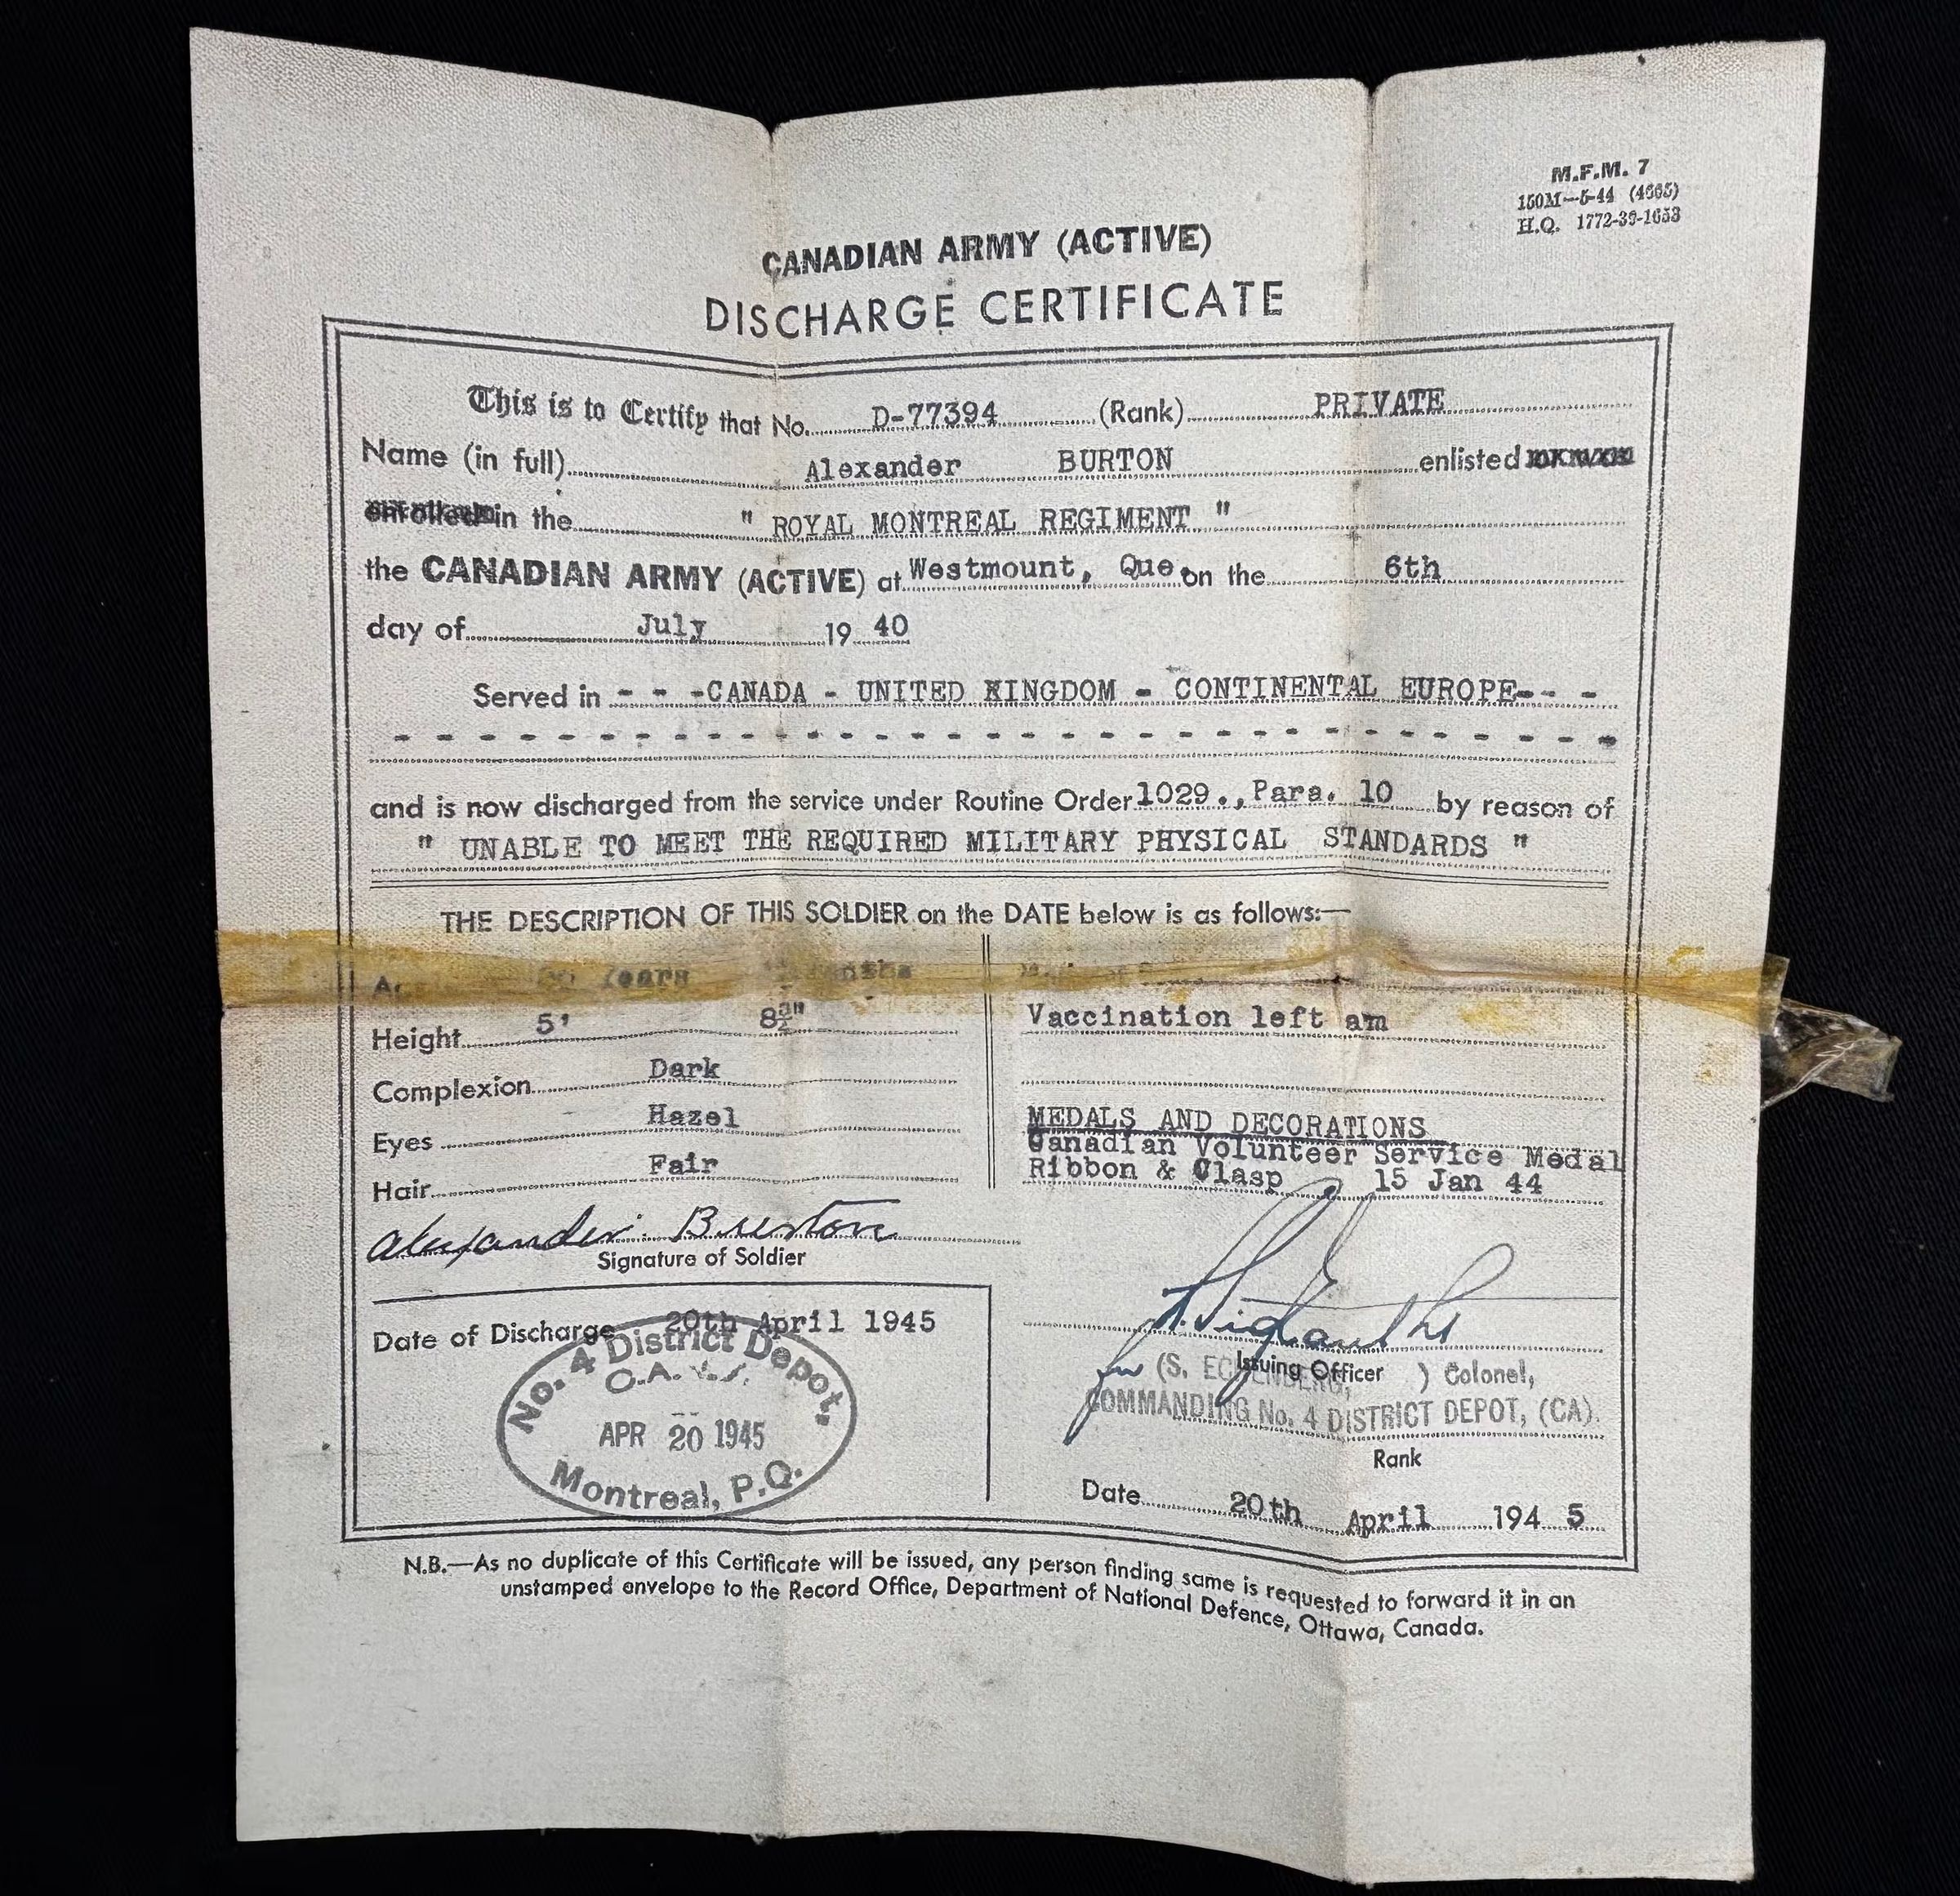 M.F.M. 7
150M—5-44 (4665)
H.Q. 1772-39-1653
CANADIAN ARMY (ACTIVE)
DISCHARGE CERTIFICATE
This is to Certify that No. D-77394 (Rank) PRIVATE
Name (in full) Alexander BURTON enlisted
enrolled in the " ROYAL MONTREAL REGIMENT "
the CANADIAN ARMY (ACTIVE) at Westmount, Que. on the 6th
day of July 19 40
Served in - - -CANADA - UNITED KINGDOM - CONTINENTAL EUROPE- - -
- - - - - - - - - - - - - - - - - - - - - - - - - - - - - - -
and is now discharged from the service under Routine Order 1029., Para. 10 by reason of
" UNABLE TO MEET THE REQUIRED MILITARY PHYSICAL STANDARDS "
THE DESCRIPTION OF THIS SOLDIER on the DATE below is as follows:—
Years
Height 5' 8
Complexion Dark
Eyes Hazel
Hair Fair
Alexander Burton
Signature of Soldier
Vaccination left am
MEDALS AND DECORATIONS
Canadian Volunteer Service Medal
Ribbon & Clasp 15 Jan 44
Date of Discharge 20th April 1945
No. 4 District Depot,
C.A.
APR 20 1945
Montreal, P.Q.
Issuing Officer
for (S. ECHENBERG, ) Colonel,
COMMANDING No. 4 DISTRICT DEPOT, (CA).
Rank
Date 20th April 194 5
N.B.—As no duplicate of this Certificate will be issued, any person finding same is requested to forward it in an
unstamped envelope to the Record Office, Department of National Defence, Ottawa, Canada.